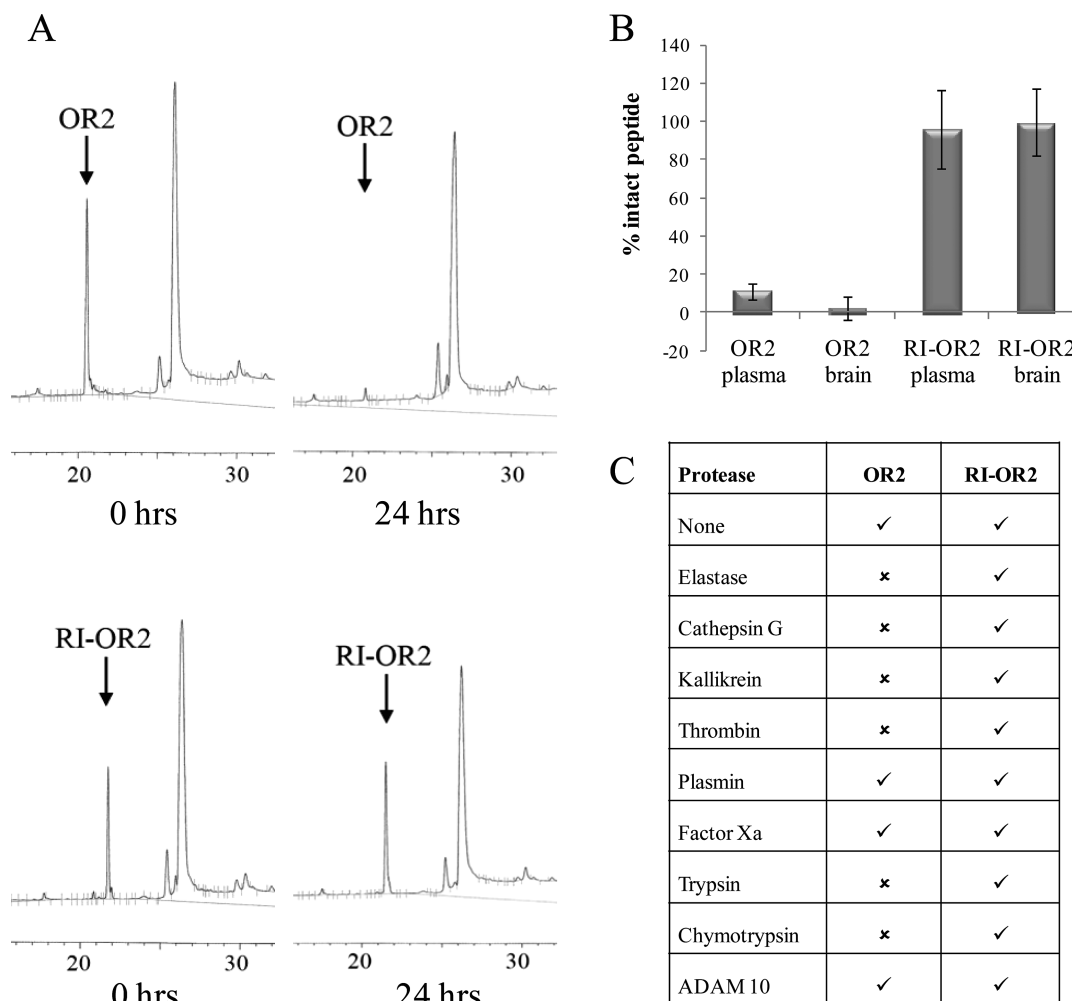 A
OR2
OR2
20 30
20 30
0 hrs
24 hrs
RI-OR2
RI-OR2
20 30
20 30
0 hrs
24 hrs
B
% intact peptide
140
120
100
80
60
40
20
0
-20
OR2 plasma
OR2 brain
RI-OR2 plasma
RI-OR2 brain
C
Protease OR2 RI-OR2
None ✓ ✓
Elastase ✘ ✓
Cathepsin G ✘ ✓
Kallikrein ✘ ✓
Thrombin ✘ ✓
Plasmin ✓ ✓
Factor Xa ✓ ✓
Trypsin ✘ ✓
Chymotrypsin ✘ ✓
ADAM 10 ✓ ✓